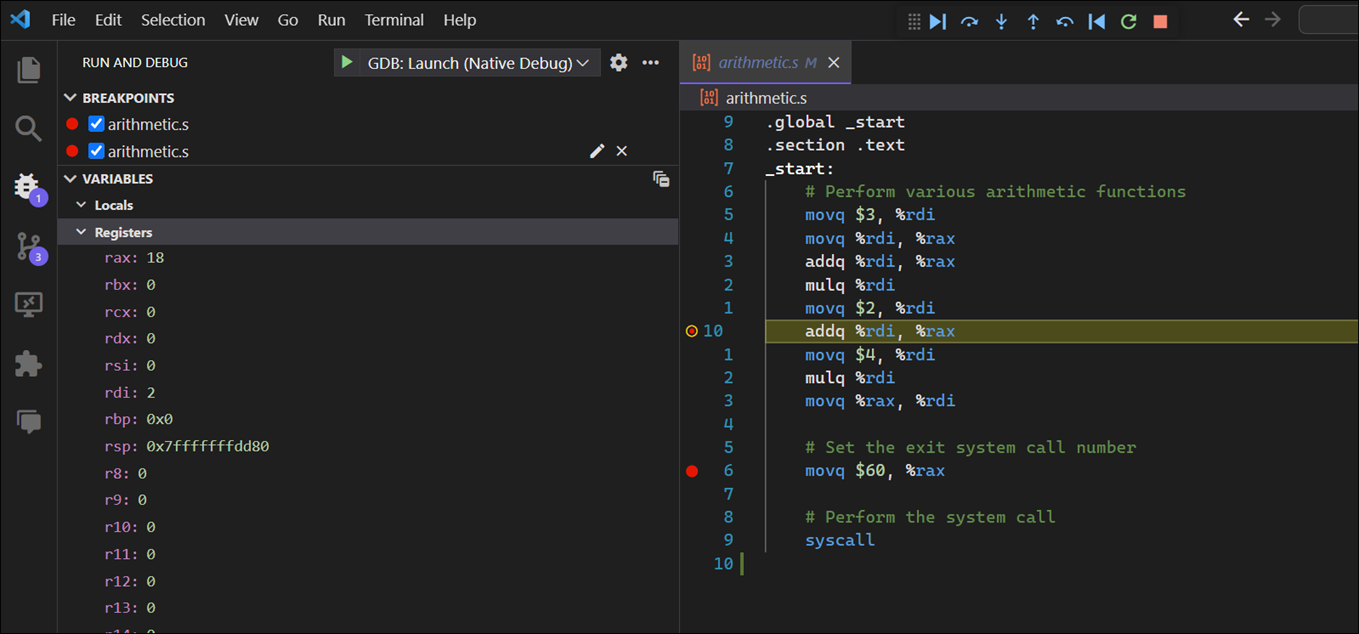 File Edit Selection View Go Run Terminal Help
RUN AND DEBUG
GDB: Launch (Native Debug)
BREAKPOINTS
arithmetic.s
arithmetic.s
VARIABLES
Locals
Registers
rax: 18
rbx: 0
rcx: 0
rdx: 0
rsi: 0
rdi: 2
rbp: 0x0
rsp: 0x7fffffffdd80
r8: 0
r9: 0
r10: 0
r11: 0
r12: 0
r13: 0
r14: 0
1
3
arithmetic.s M
arithmetic.s
9 .global _start
8 .section .text
7 _start:
6 # Perform various arithmetic functions
5 movq $3, %rdi
4 movq %rdi, %rax
3 addq %rdi, %rax
2 mulq %rdi
1 movq $2, %rdi
10 addq %rdi, %rax
1 movq $4, %rdi
2 mulq %rdi
3 movq %rax, %rdi
4
5 # Set the exit system call number
6 movq $60, %rax
7
8 # Perform the system call
9 syscall
10